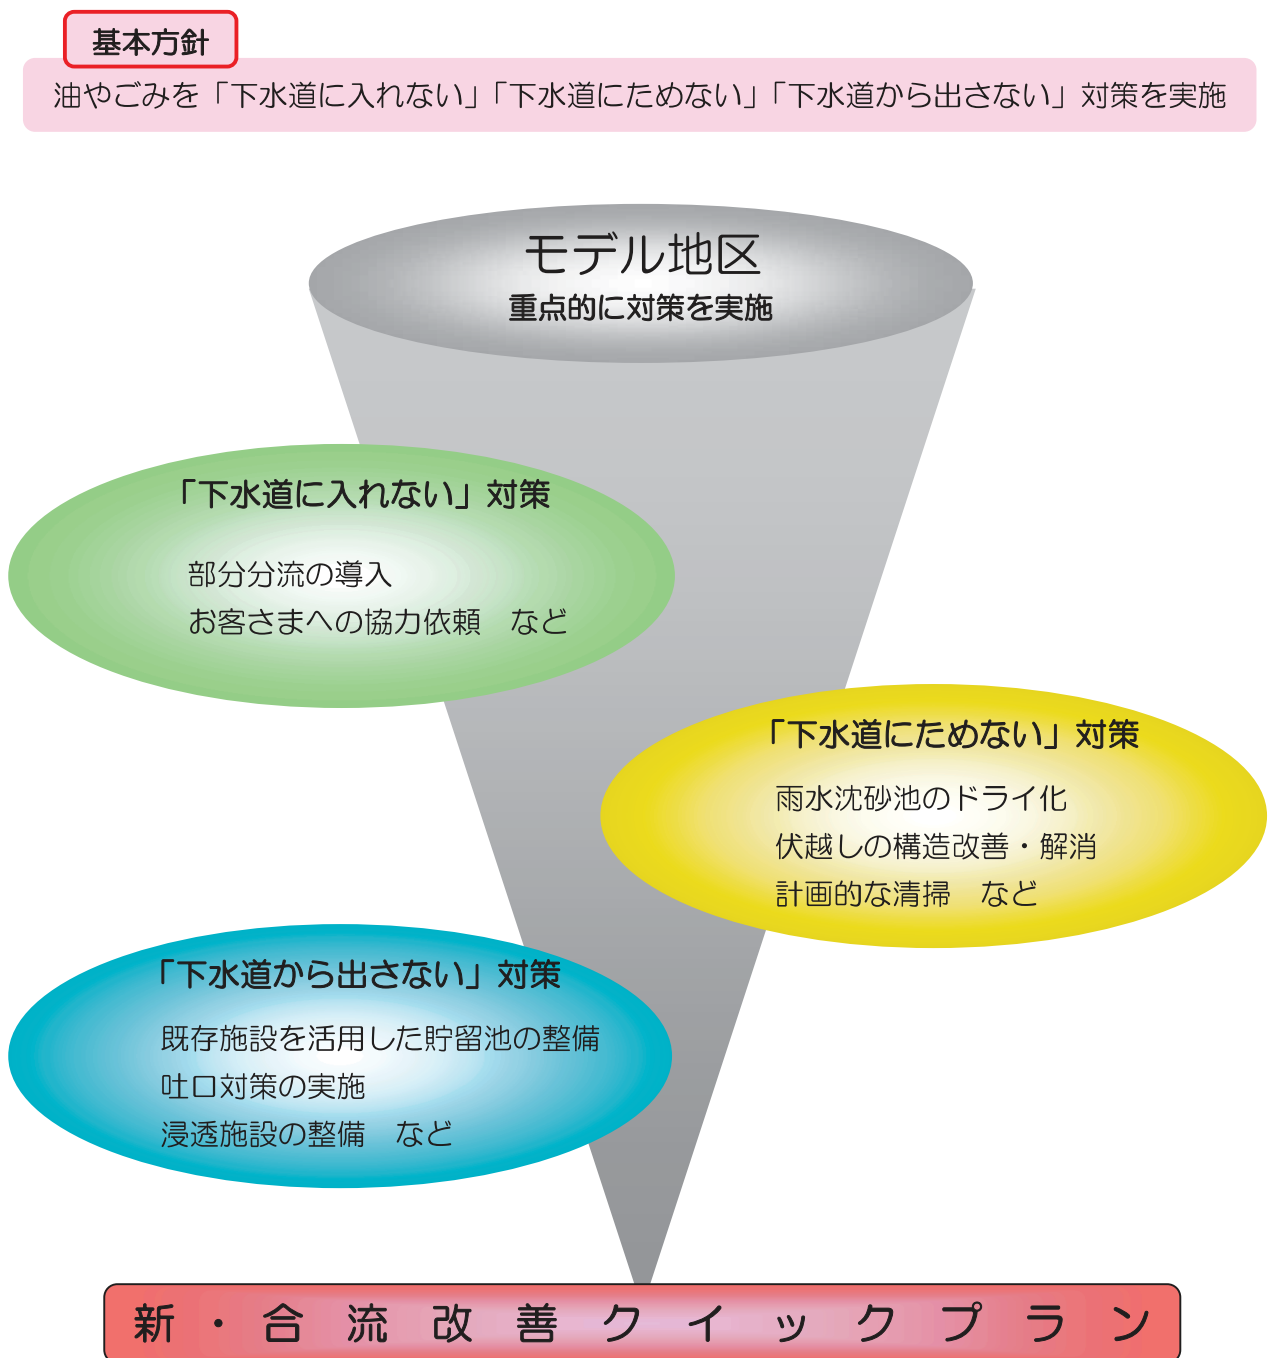 基本方針
油やごみを「下水道に入れない」「下水道にためない」「下水道から出さない」対策を実施
モデル地区
重点的に対策を実施
「下水道に入れない」対策
部分分流の導入
お客さまへの協力依頼　など
「下水道にためない」対策
雨水沈砂池のドライ化
伏越しの構造改善・解消
計画的な清掃　など
「下水道から出さない」対策
既存施設を活用した貯留池の整備
吐口対策の実施
浸透施設の整備　など
新・合流改善クイックプラン